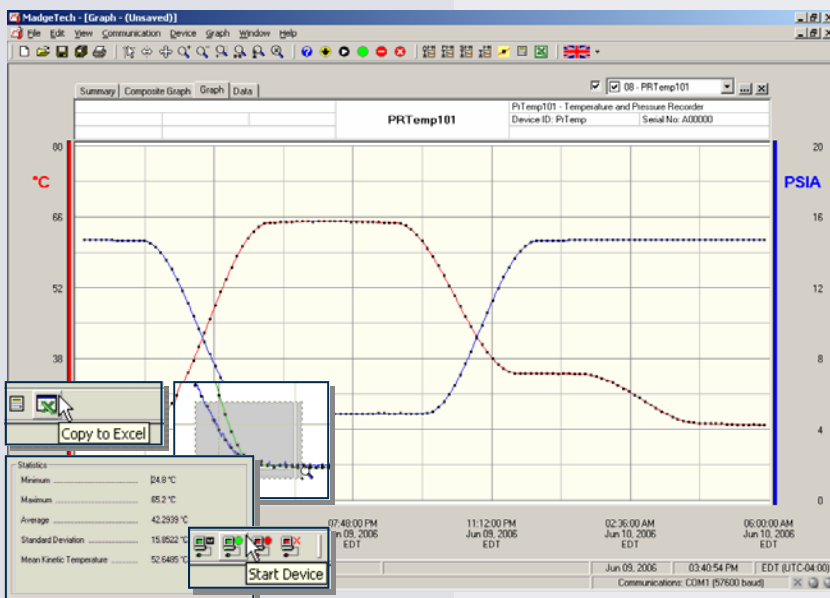 MadgeTech - [Graph - (Unsaved)]
File Edit View Communication Device Graph Window Help
Summary Composite Graph Graph Data
08 - PRTemp101
PRTemp101
PrTemp101 - Temperature and Pressure Recorder
Device ID: PrTemp Serial No: A00000
80 20
°C PSIA
66 16
52 12
38 8
4
0
Copy to Excel
Statistics
Minimum 24.8 °C
Maximum 65.2 °C
Average 42.2939 °C
Standard Deviation 15.8522 °C
Mean Kinetic Temperature 52.6485 °C
Start Device
07:48:00 PM 11:12:00 PM 02:36:00 AM 06:00:00 AM
n 09, 2006 Jun 09, 2006 Jun 10, 2006 Jun 10, 2006
EDT EDT EDT EDT
Jun 09, 2006 03:40:54 PM EDT (UTC-04:00)
Communications: COM1 (57600 baud)